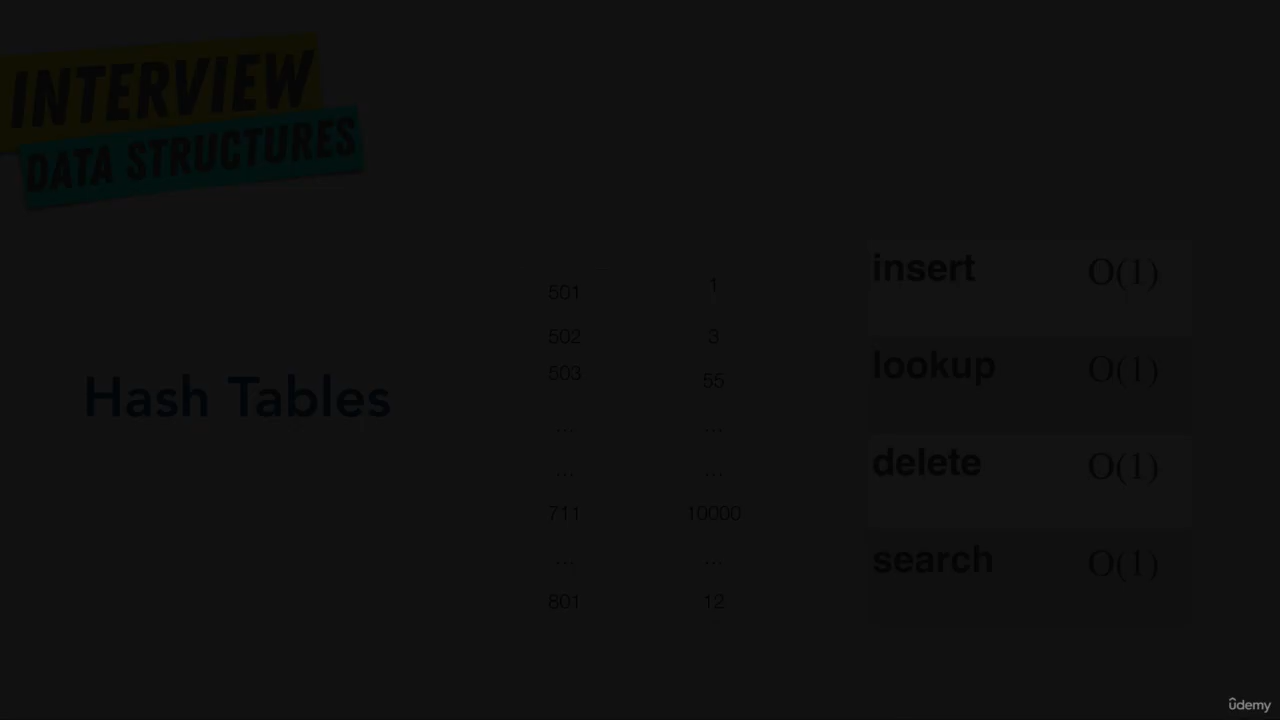 INTERVIEW
DATA STRUCTURES
Hash Tables
501 1
502 3
503 55
... ...
... ...
711 10000
... ...
801 12
insert O(1)
lookup O(1)
delete O(1)
search O(1)
ûdemy